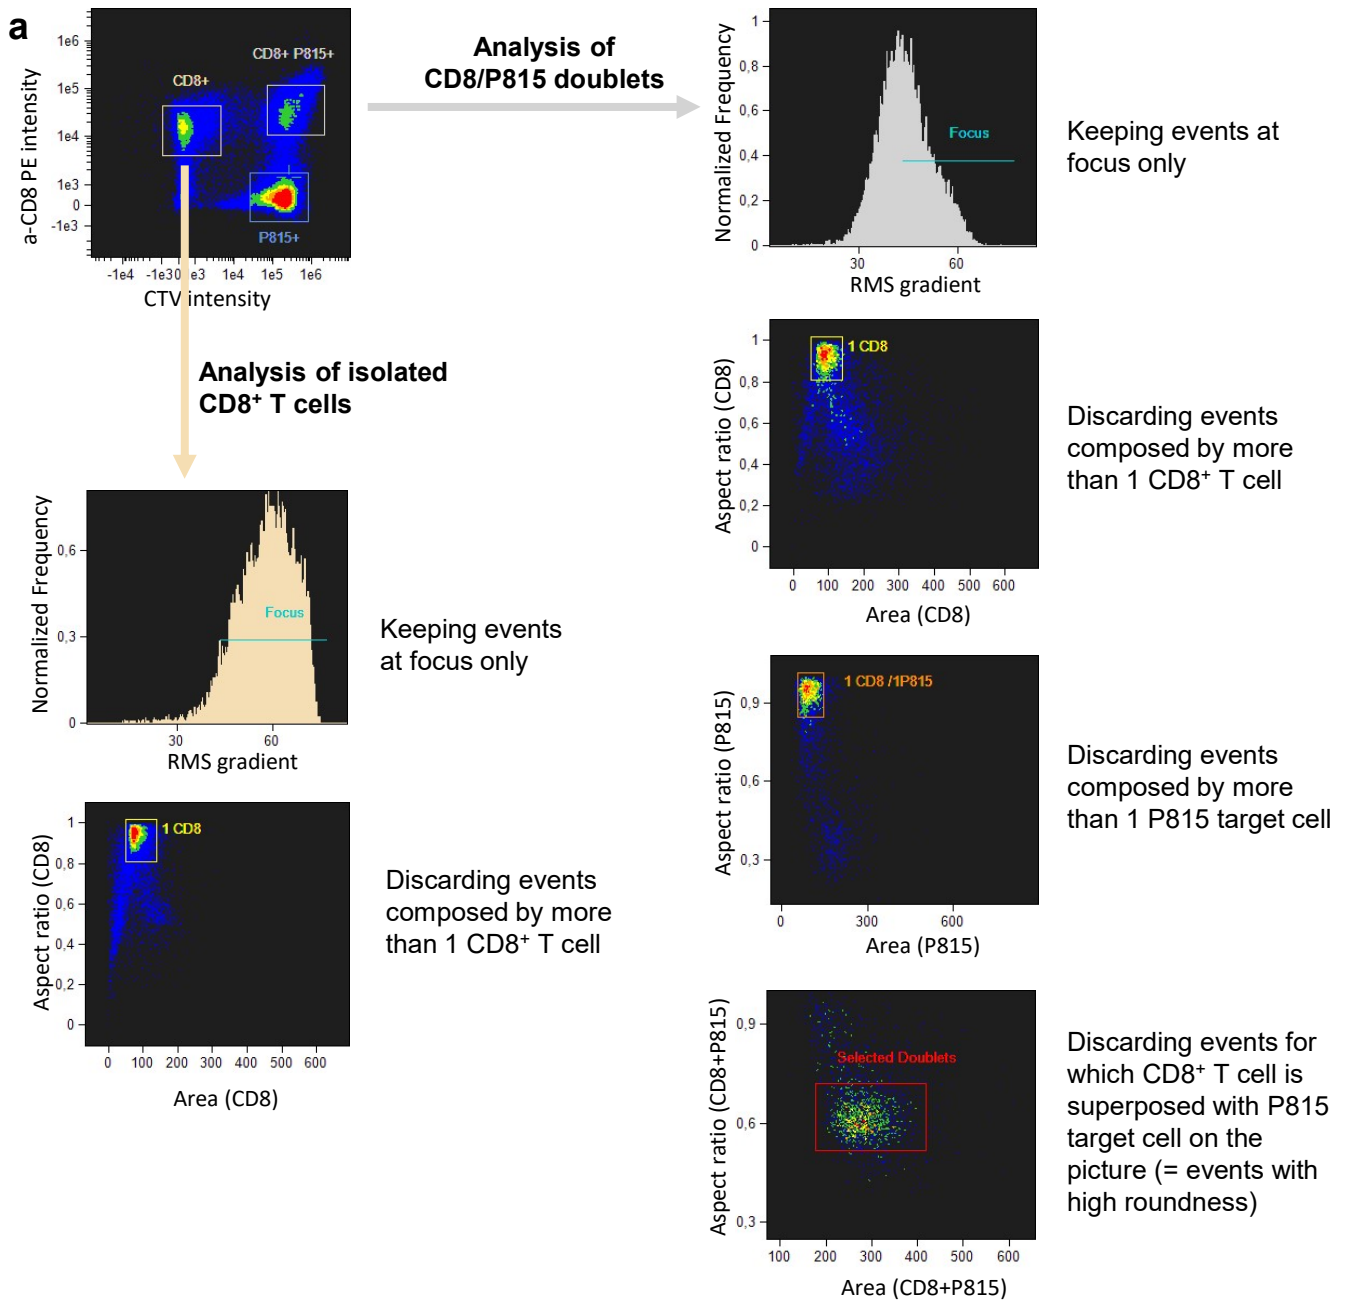 a
1e6
1e5
1e4
1e3
0
-1e3
a-CD8 PE intensity
CD8+
CD8+ P815+
P815+
-1e4 -1e3 0 e3 1e4 1e5 1e6
CTV intensity
Analysis of
CD8/P815 doublets
1
0,8
0,6
0,4
0,2
0
Normalized Frequency
Focus
30 60
RMS gradient
Keeping events at
focus only
Analysis of isolated
CD8⁺ T cells
0,6
0,3
0
Normalized Frequency
Focus
30 60
RMS gradient
Keeping events
at focus only
1
0,8
0,6
0,4
0,2
0
Aspect ratio (CD8)
1 CD8
0 100 200 300 400 500 600
Area (CD8)
Discarding events
composed by more
than 1 CD8⁺ T cell
1
0,8
0,6
0,4
0,2
0
Aspect ratio (CD8)
1 CD8
0 100 200 300 400 500 600
Area (CD8)
Discarding events
composed by more
than 1 CD8⁺ T cell
0,9
0,6
0,3
Aspect ratio (P815)
1 CD8 /1P815
0 300 600
Area (P815)
Discarding events
composed by more
than 1 P815 target cell
0,9
0,6
0,3
Aspect ratio (CD8+P815)
Selected Doublets
100 200 300 400 500 600
Area (CD8+P815)
Discarding events for
which CD8⁺ T cell is
superposed with P815
target cell on the
picture (= events with
high roundness)